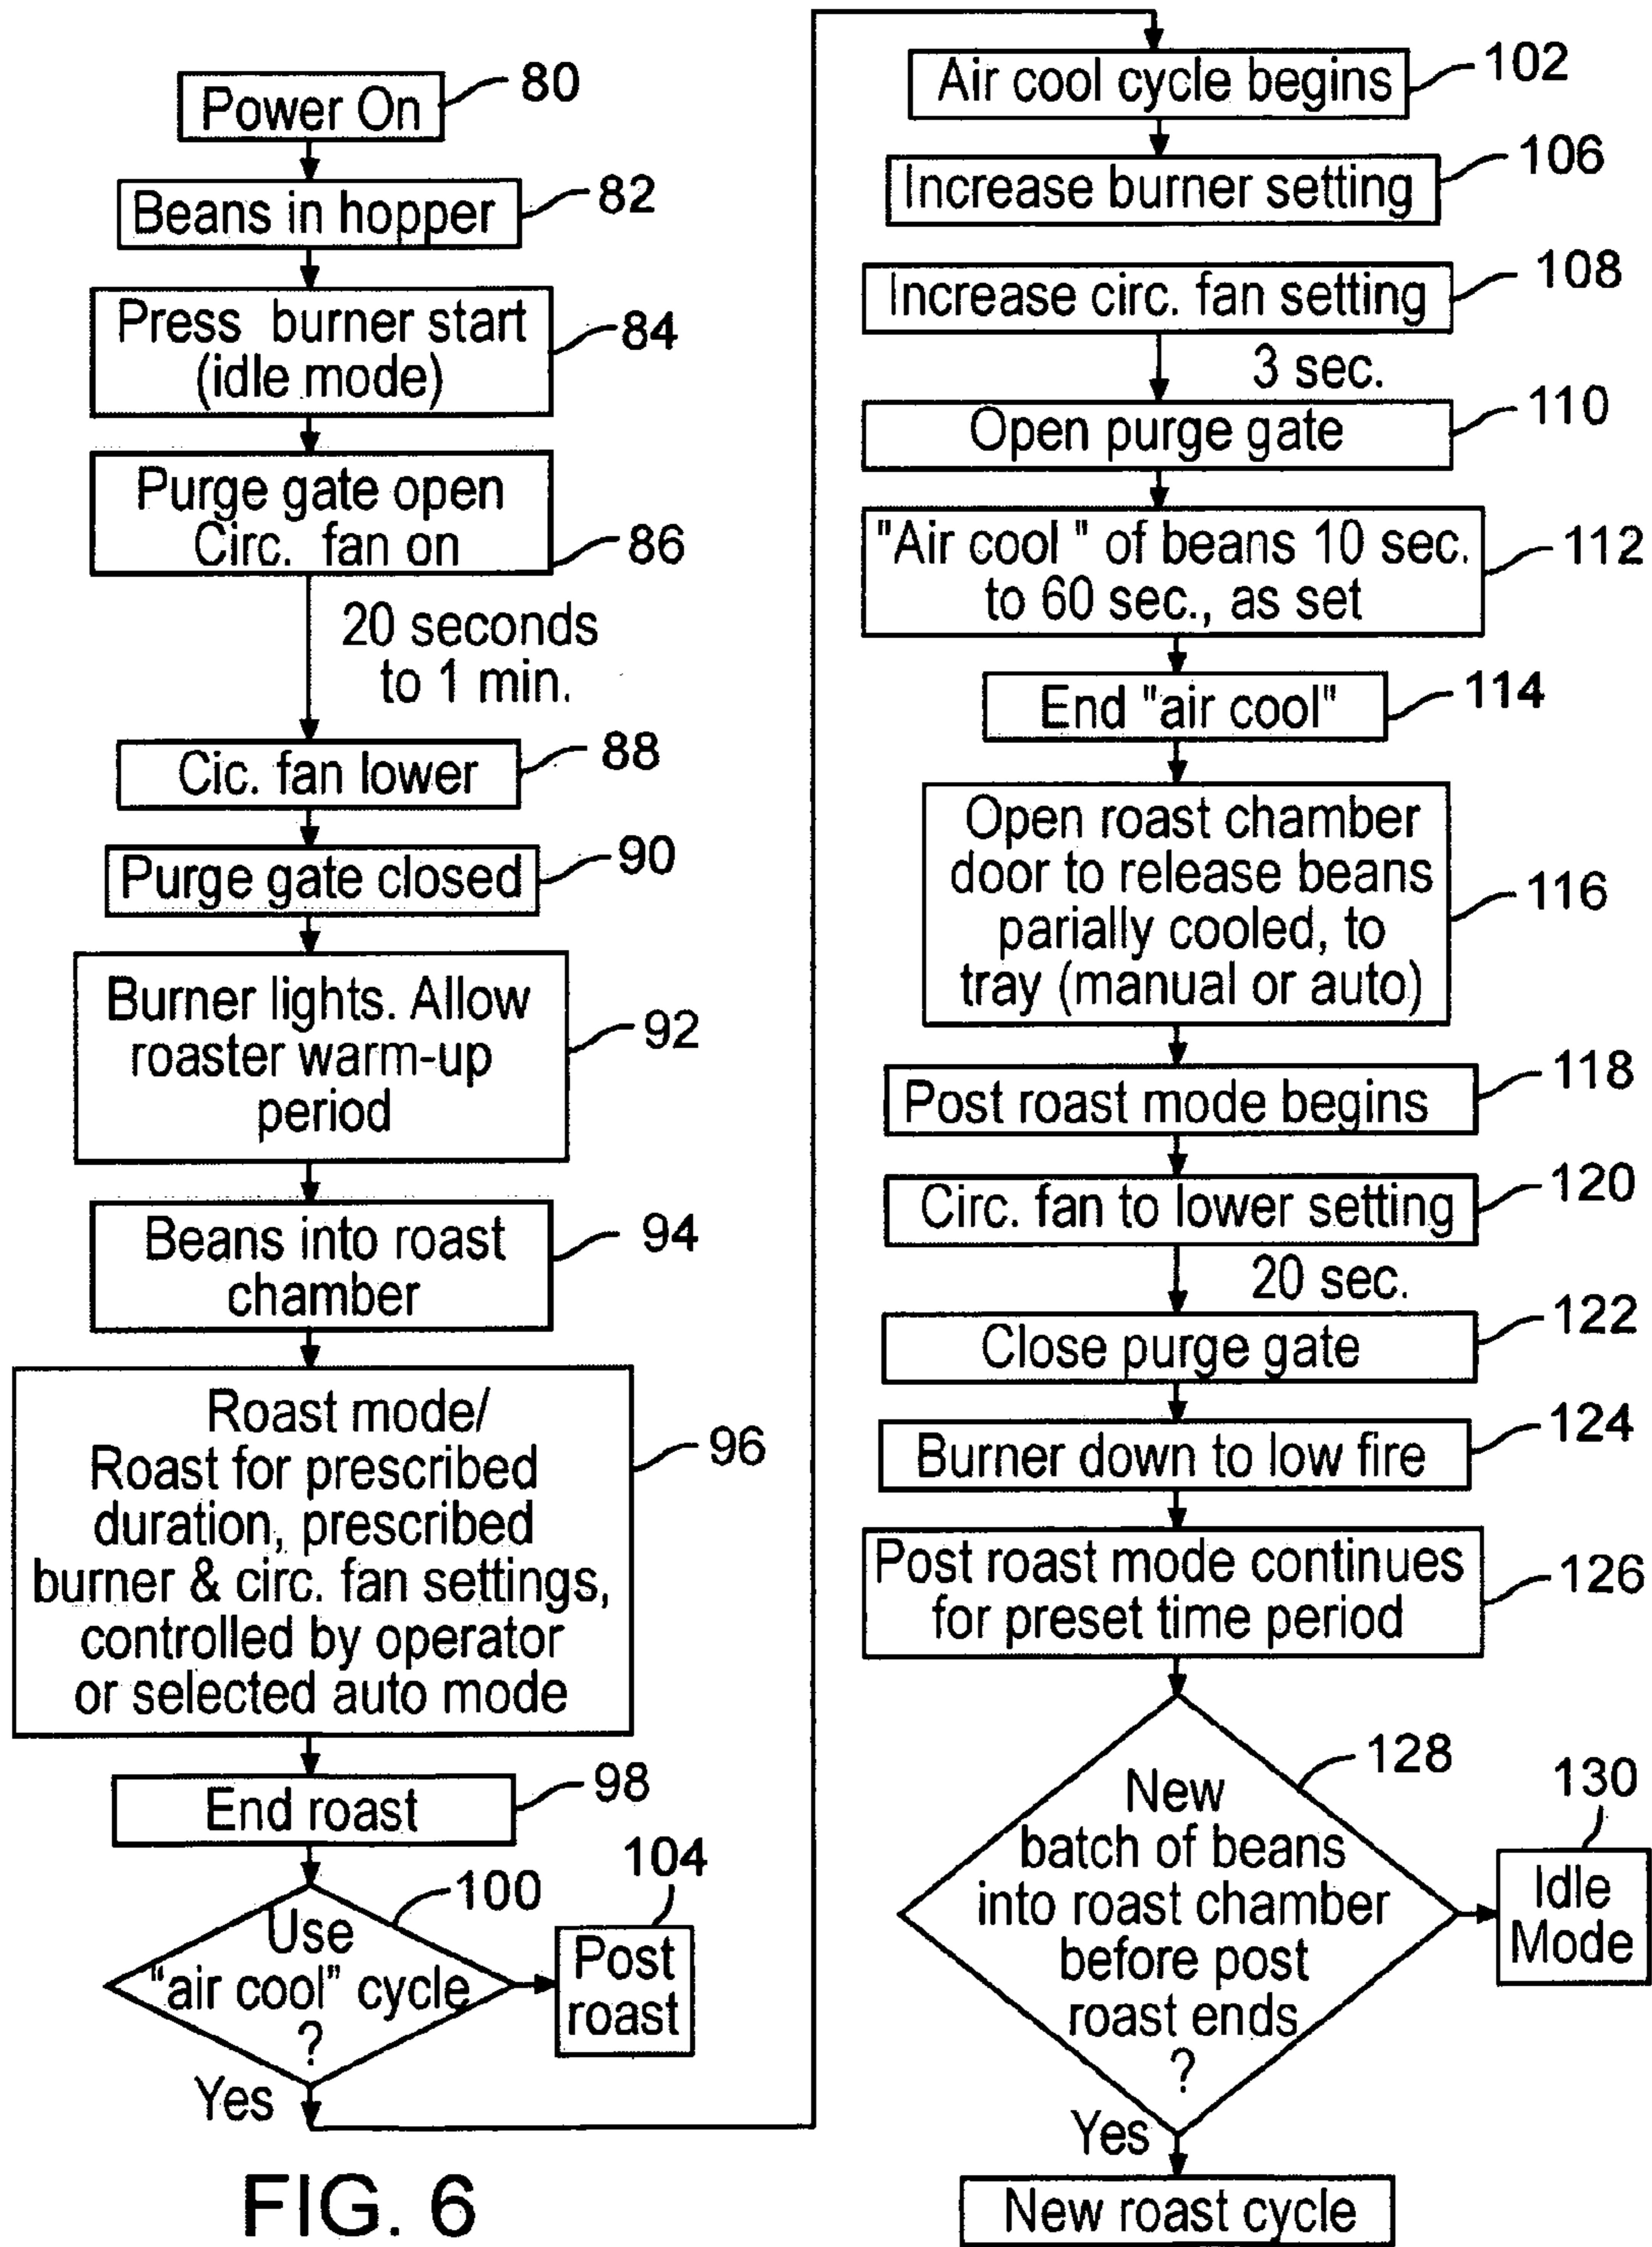 Power On
80
Beans in hopper
82
Press burner start
(idle mode)
84
Purge gate open
Circ. fan on
86
20 seconds
to 1 min.
Cic. fan lower
88
Purge gate closed
90
Burner lights. Allow
roaster warm-up
period
92
Beans into roast
chamber
94
Roast mode/
Roast for prescribed
duration, prescribed
burner & circ. fan settings,
controlled by operator
or selected auto mode
96
End roast
98
Use
“air cool” cycle
?
100
Yes
104
Post
roast
FIG. 6
Air cool cycle begins
102
Increase burner setting
106
Increase circ. fan setting
108
3 sec.
Open purge gate
110
"Air cool " of beans 10 sec.
to 60 sec., as set
112
End "air cool"
114
Open roast chamber
door to release beans
parially cooled, to
tray (manual or auto)
116
Post roast mode begins
118
Circ. fan to lower setting
120
20 sec.
Close purge gate
122
Burner down to low fire
124
Post roast mode continues
for preset time period
126
New
batch of beans
into roast chamber
before post
roast ends
?
128
130
Idle
Mode
Yes
New roast cycle